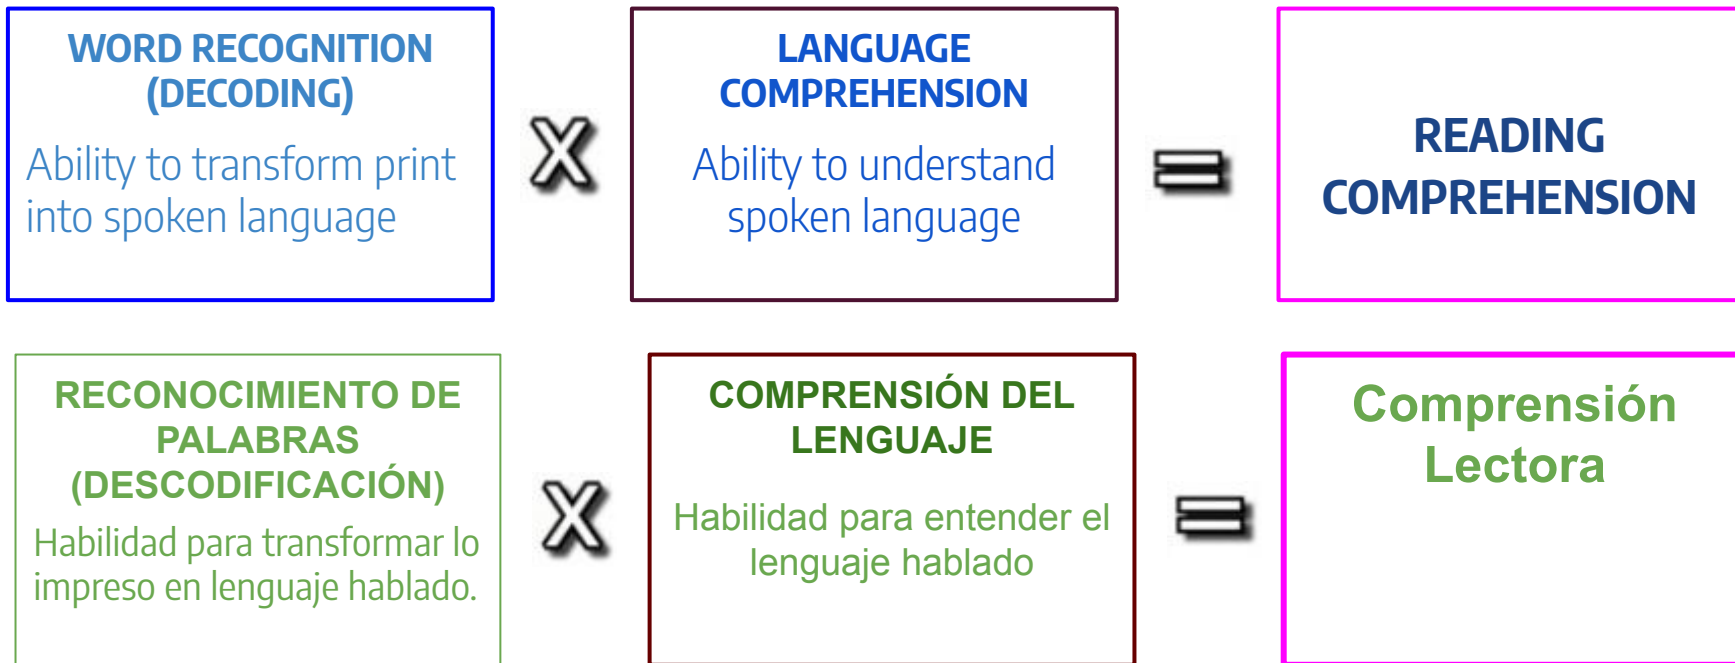 WORD RECOGNITION
(DECODING)
Ability to transform print
into spoken language
X
LANGUAGE
COMPREHENSION
Ability to understand
spoken language
=
READING
COMPREHENSION
RECONOCIMIENTO DE
PALABRAS
(DESCODIFICACIÓN)
Habilidad para transformar lo
impreso en lenguaje hablado.
X
COMPRENSIÓN DEL
LENGUAJE
Habilidad para entender el
lenguaje hablado
=
Comprensión
Lectora